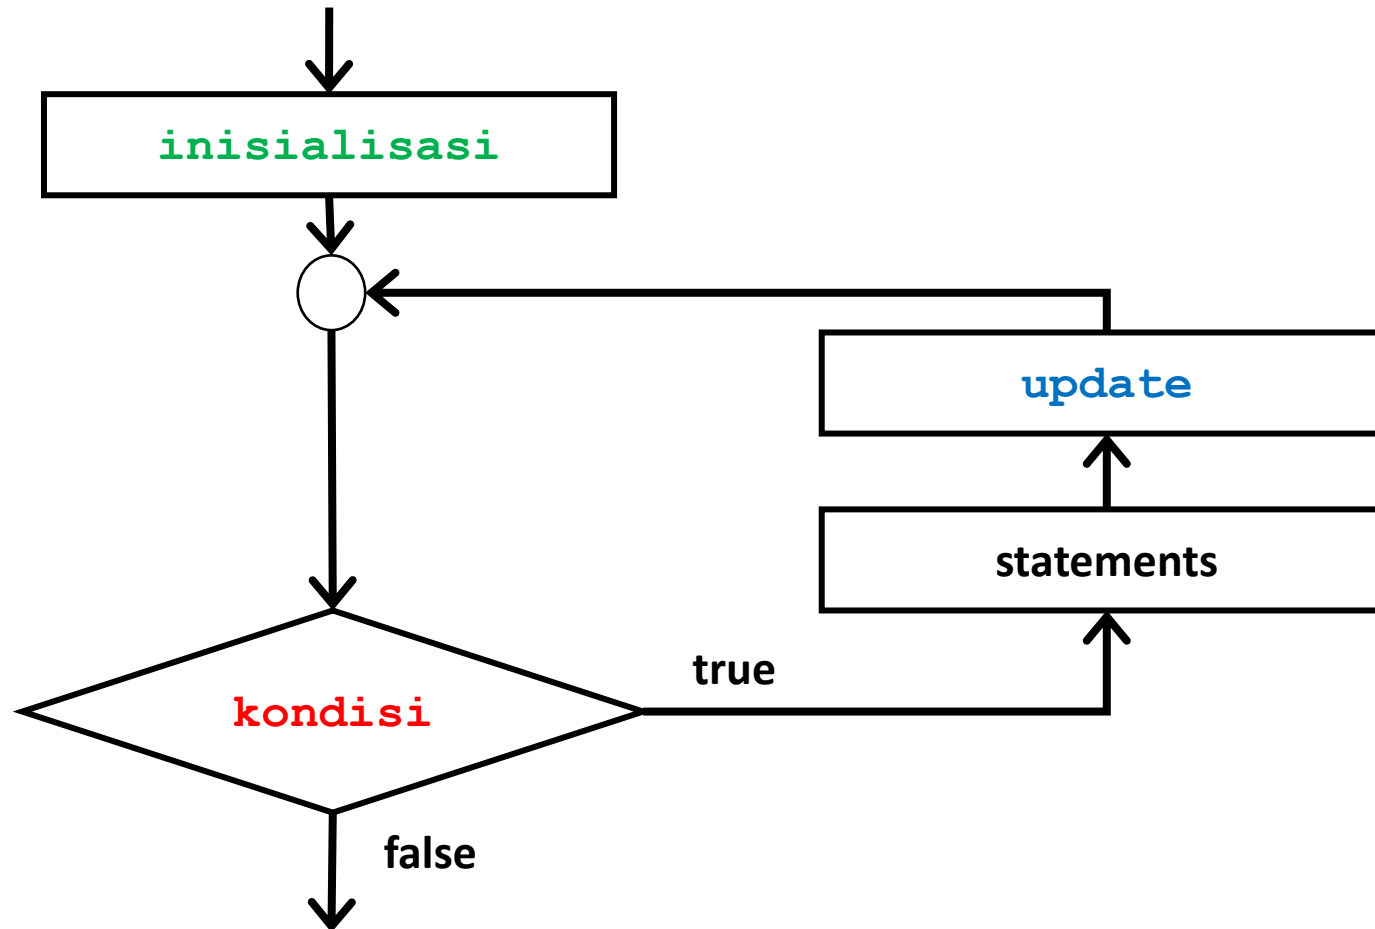 inisialisasi
update
statements
true
kondisi
false